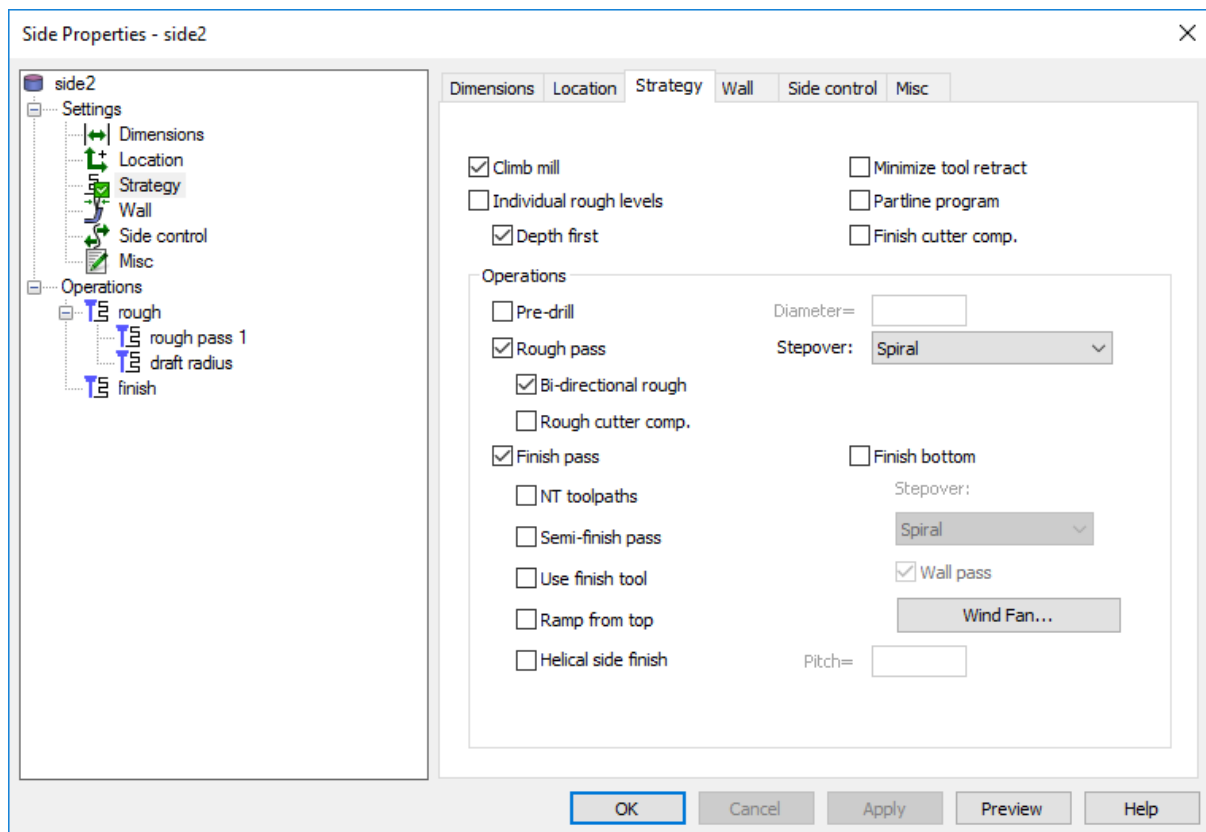 Side Properties - side2
side2
Settings
Dimensions
Location
Strategy
Wall
Side control
Misc
Operations
rough
rough pass 1
draft radius
finish
Dimensions Location Strategy Wall Side control Misc
Climb mill Minimize tool retract
Individual rough levels Partline program
Depth first Finish cutter comp.
Operations
Pre-drill Diameter=
Rough pass Stepover: Spiral
Bi-directional rough
Rough cutter comp.
Finish pass Finish bottom
NT toolpaths Stepover:
Semi-finish pass Spiral
Use finish tool Wall pass
Ramp from top Wind Fan...
Helical side finish Pitch=
OK Cancel Apply Preview Help